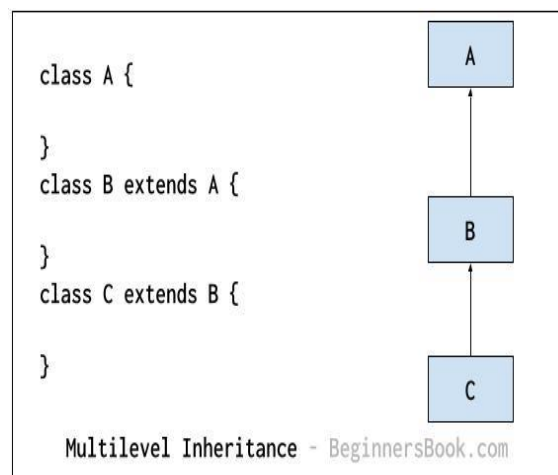 class A {
}
class B extends A {
}
class C extends B {
}
A
B
C
Multilevel Inheritance - BeginnersBook.com